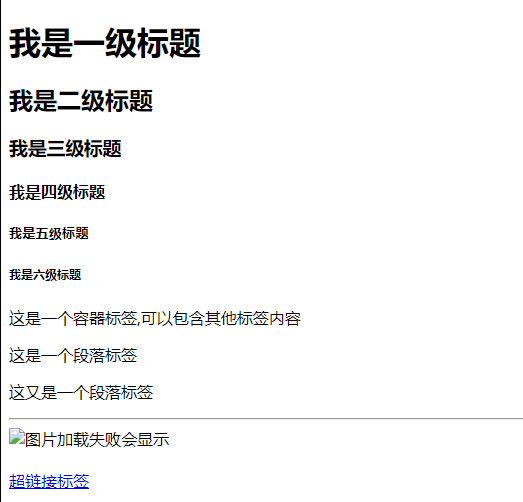 我是一级标题
我是二级标题
我是三级标题
我是四级标题
我是五级标题
我是六级标题
这是一个容器标签,可以包含其他标签内容
这是一个段落标签
这又是一个段落标签
图片加载失败会显示
超链接标签